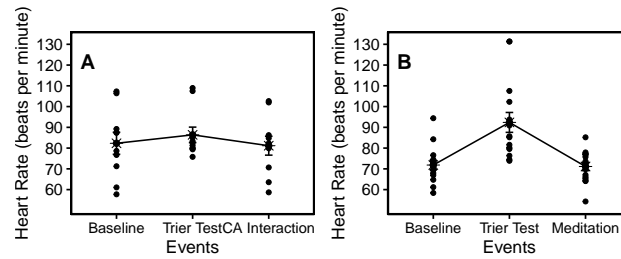 A
Heart Rate (beats per minute)
130
120
110
100
90
80
70
60
Baseline Trier TestCA Interaction
Events
B
Heart Rate (beats per minute)
130
120
110
100
90
80
70
60
Baseline Trier Test Meditation
Events